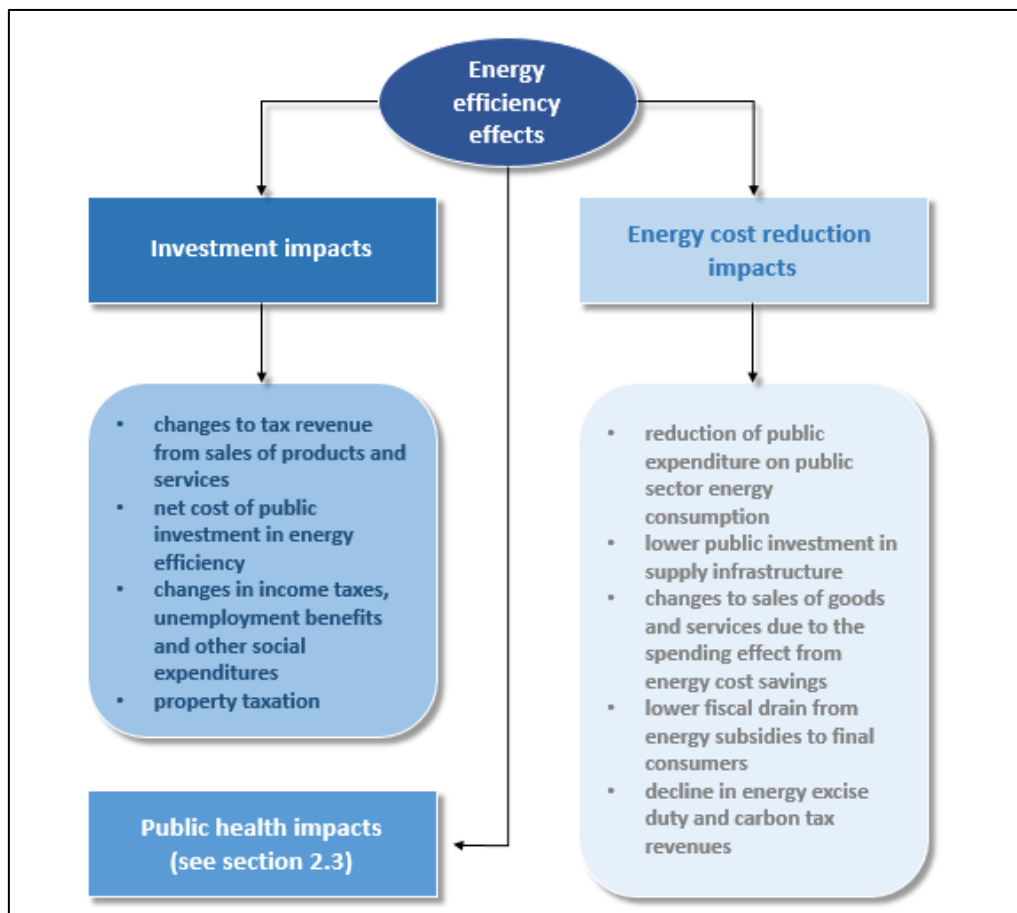 Energy
efficiency
effects
Investment impacts
Energy cost reduction
impacts
• changes to tax revenue
from sales of products and
services
• net cost of public
investment in energy
efficiency
• changes in income taxes,
unemployment benefits
and other social
expenditures
• property taxation
• reduction of public
expenditure on public
sector energy
consumption
• lower public investment in
supply infrastructure
• changes to sales of goods
and services due to the
spending effect from
energy cost savings
• lower fiscal drain from
energy subsidies to final
consumers
• decline in energy excise
duty and carbon tax
revenues
Public health impacts
(see section 2.3)